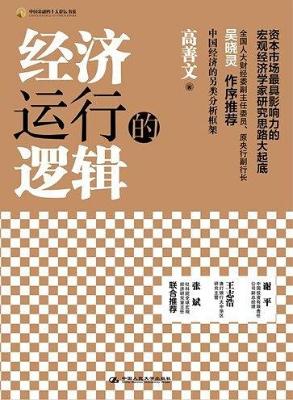 经济
运行的
逻辑
资本市场最具影响力的
宏观经济学家研究思路大起底
全国人大财经委副主任委员、原央行副行长
吴晓灵 作序推荐
中国经济的另类分析框架
高善文 著
谢平
王志浩
张斌
联合推荐
中国人民大学出版社